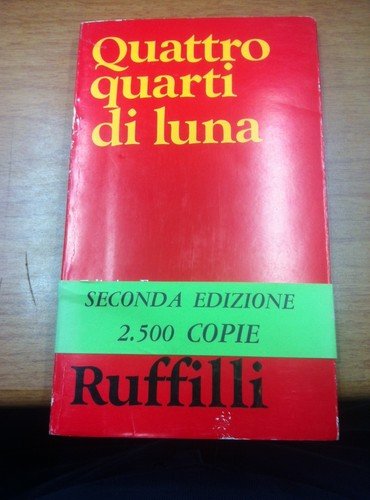 Quattro
quarti
di luna
SECONDA EDIZIONE
2.500 COPIE
Ruffilli